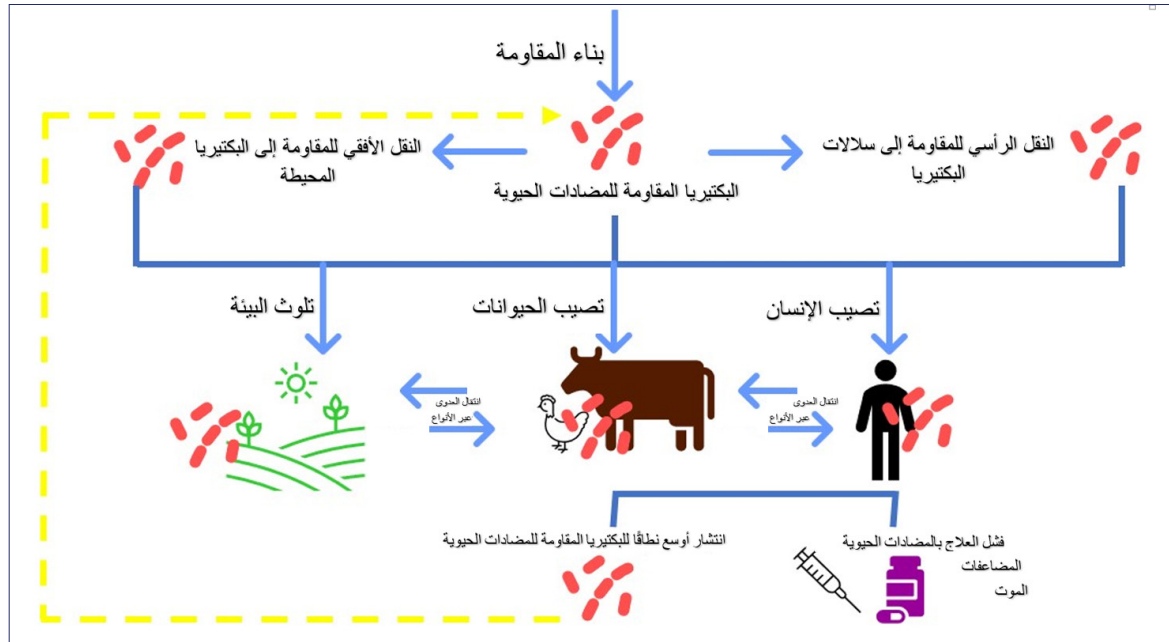 بناء المقاومة
النقل الرأسي للمقاومة إلى سلالات
البكتيريا
النقل الأفقي للمقاومة إلى البكتيريا
المحيطة
البكتيريا المقاومة للمضادات الحيوية
تصيب الإنسان
تصيب الحيوانات
تلوث البيئة
انتقال العدوى
عبر الأنواع
انتقال العدوى
عبر الأنواع
فشل العلاج بالمضادات الحيوية
المضاعفات
الموت
انتشار أوسع نطاقًا للبكتيريا المقاومة للمضادات الحيوية